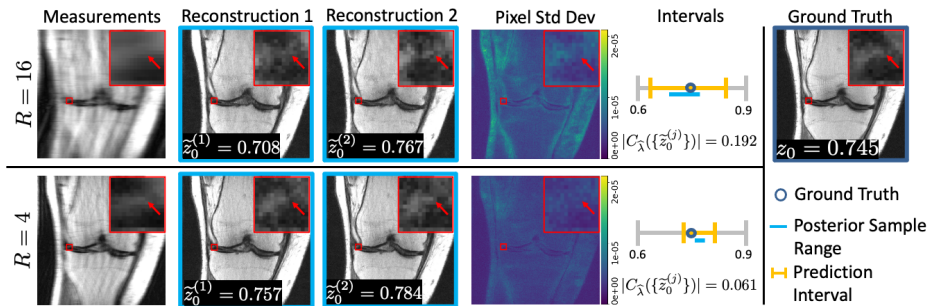 Measurements Reconstruction 1 Reconstruction 2 Pixel Std Dev Intervals Ground Truth
R = 16
z̃₀⁽¹⁾ = 0.708
z̃₀⁽²⁾ = 0.767
2e-05
1e-05
0e+00
0.6 0.9
|C_λ̂({z̃₀⁽ʲ⁾})| = 0.192
z₀ = 0.745
R = 4
z̃₀⁽¹⁾ = 0.757
z̃₀⁽²⁾ = 0.784
2e-05
1e-05
0e+00
0.6 0.9
|C_λ̂({z̃₀⁽ʲ⁾})| = 0.061
Ground Truth
Posterior Sample
Range
Prediction
Interval